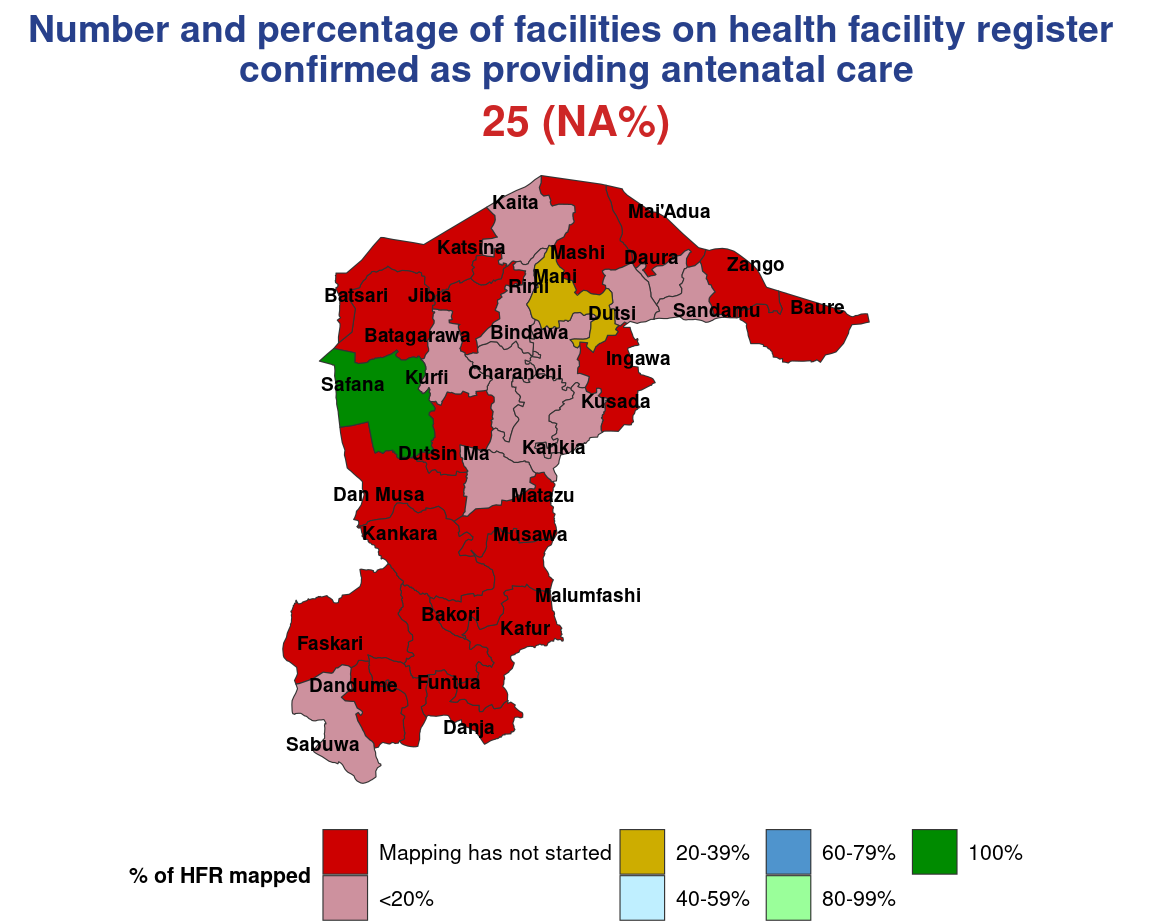 Number and percentage of facilities on health facility register
confirmed as providing antenatal care
25 (NA%)
Kaita
Mai'Adua
Katsina
Mashi
Daura
Zango
Mani
Rimi
Batsari
Jibia
Dutsi
Sandamu
Baure
Batagarawa
Bindawa
Ingawa
Charanchi
Kurfi
Safana
Kusada
Kankia
Dutsin Ma
Dan Musa
Matazu
Kankara
Musawa
Malumfashi
Bakori
Kafur
Faskari
Dandume
Funtua
Danja
Sabuwa
% of HFR mapped
Mapping has not started
<20%
20-39%
40-59%
60-79%
80-99%
100%